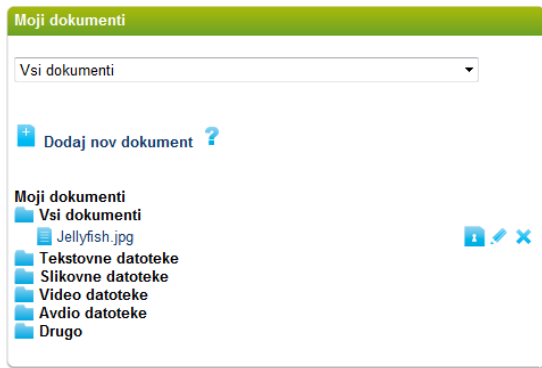 Moji dokumenti
Vsi dokumenti
Dodaj nov dokument ?
Moji dokumenti
Vsi dokumenti
Jellyfish.jpg
Tekstovne datoteke
Slikovne datoteke
Video datoteke
Avdio datoteke
Drugo